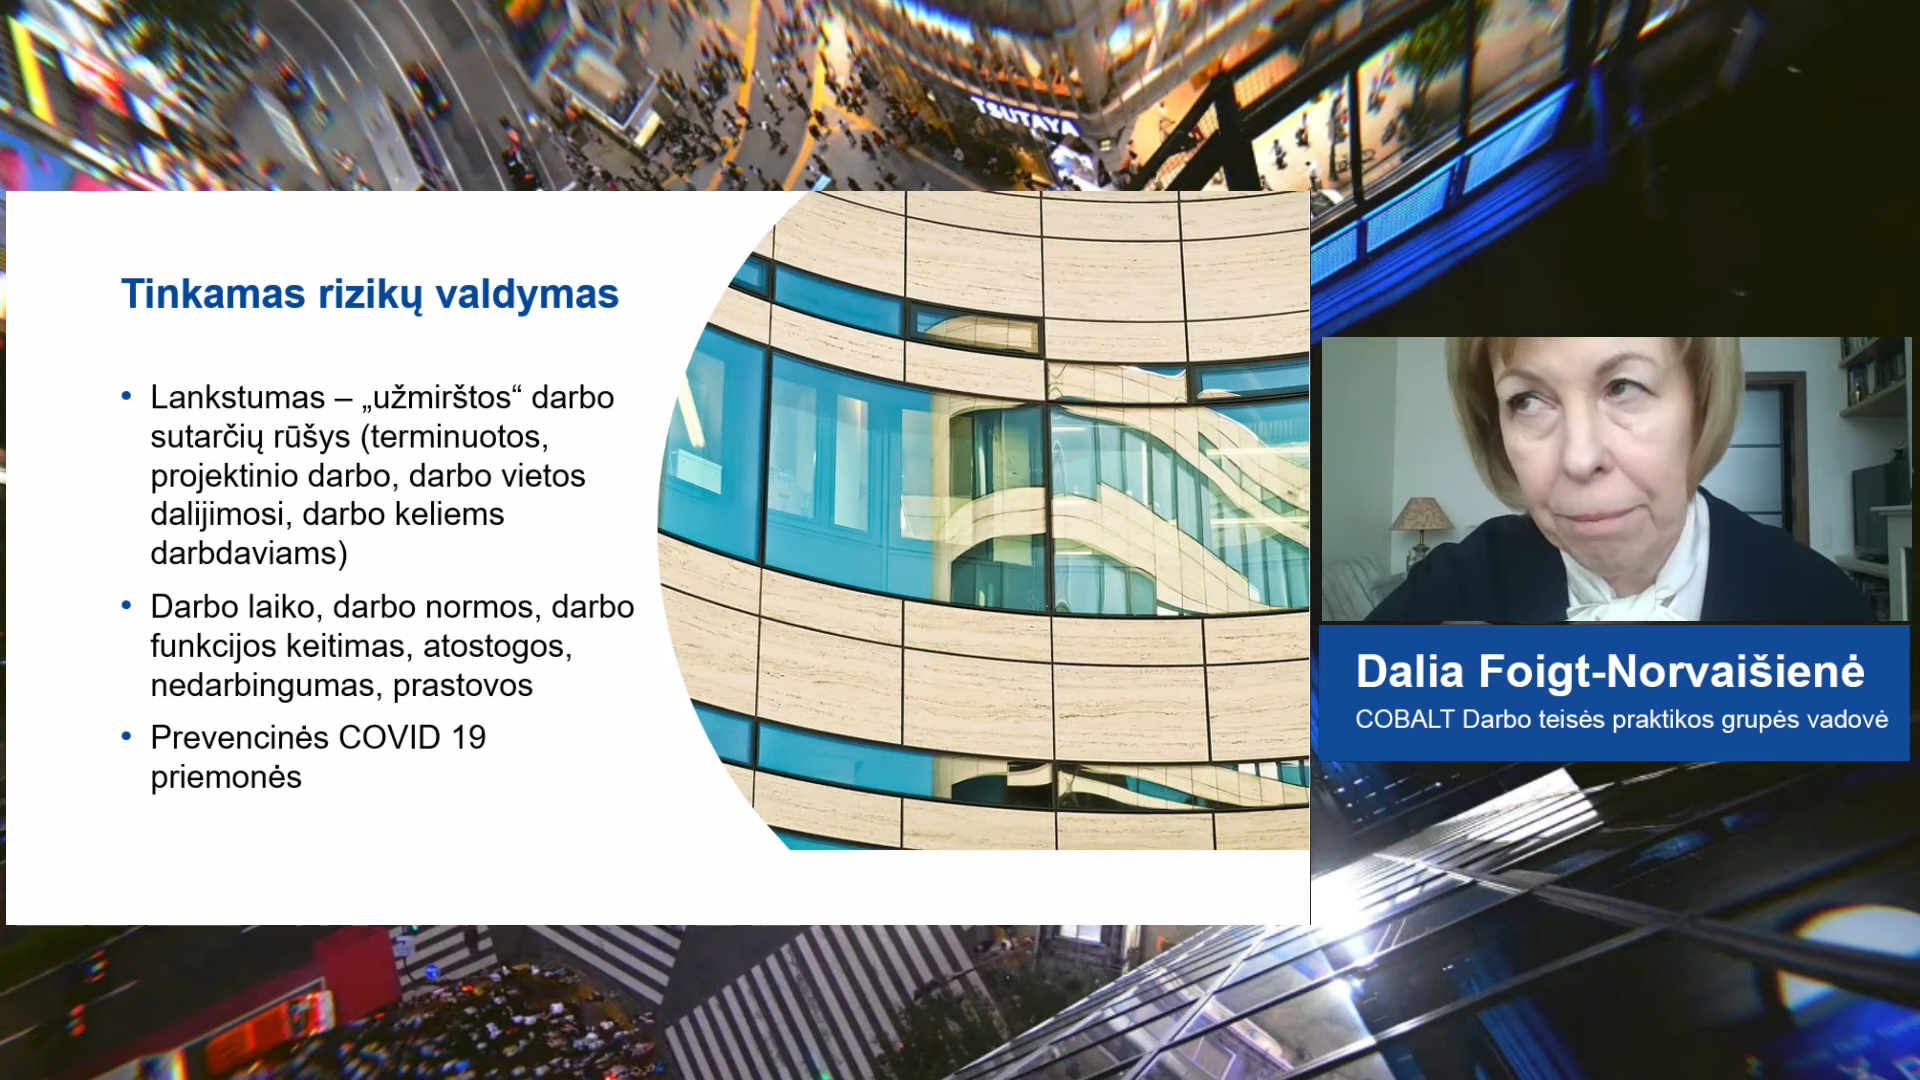 TSUTAYA
Tinkamas rizikų valdymas
• Lankstumas – „užmirštos“ darbo
sutarčių rūšys (terminuotos,
projektinio darbo, darbo vietos
dalijimosi, darbo keliems
darbdaviams)
• Darbo laiko, darbo normos, darbo
funkcijos keitimas, atostogos,
nedarbingumas, prastovos
• Prevencinės COVID 19
priemonės
Dalia Foigt-Norvaišienė
COBALT Darbo teisės praktikos grupės vadovė